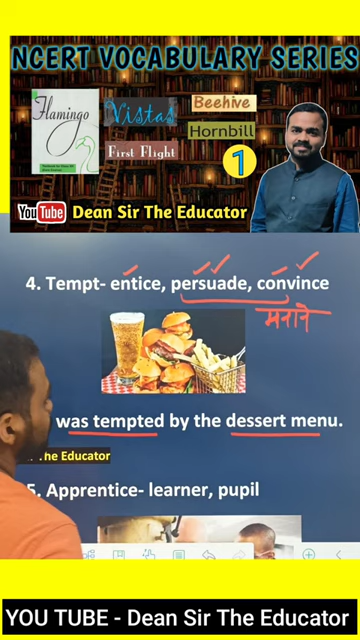 NCERT VOCABULARY SERIES
Flamingo
Vistas
Beehive
Hornbill
First Flight
1
YouTube Dean Sir The Educator
4. Tempt- entice, persuade, convince
मनाने
was tempted by the dessert menu.
he Educator
5. Apprentice- learner, pupil
YOU TUBE - Dean Sir The Educator